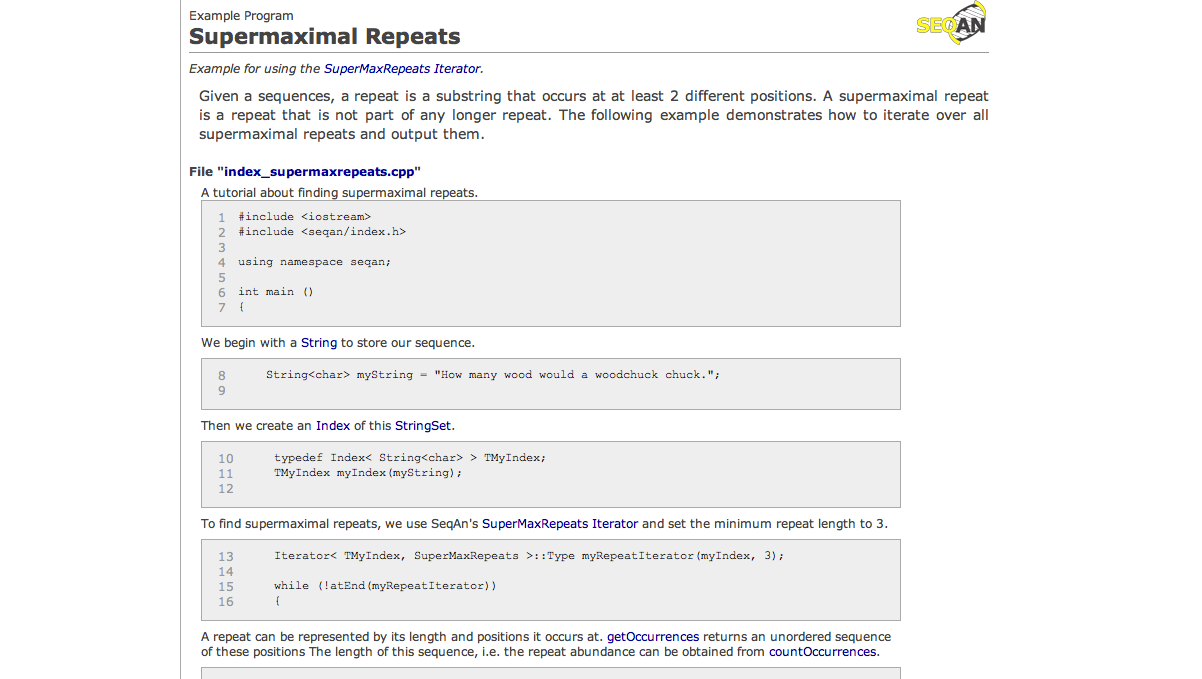 Example Program
SEQAN
Supermaximal Repeats
Example for using the SuperMaxRepeats Iterator.
Given a sequences, a repeat is a substring that occurs at at least 2 different positions. A supermaximal repeat
is a repeat that is not part of any longer repeat. The following example demonstrates how to iterate over all
supermaximal repeats and output them.
File "index_supermaxrepeats.cpp"
A tutorial about finding supermaximal repeats.
1 #include <iostream>
2 #include <seqan/index.h>
3
4 using namespace seqan;
5
6 int main ()
7 {
We begin with a String to store our sequence.
8 String<char> myString = "How many wood would a woodchuck chuck.";
9
Then we create an Index of this StringSet.
10 typedef Index< String<char> > TMyIndex;
11 TMyIndex myIndex(myString);
12
To find supermaximal repeats, we use SeqAn's SuperMaxRepeats Iterator and set the minimum repeat length to 3.
13 Iterator< TMyIndex, SuperMaxRepeats >::Type myRepeatIterator(myIndex, 3);
14
15 while (!atEnd(myRepeatIterator))
16 {
A repeat can be represented by its length and positions it occurs at. getOccurrences returns an unordered sequence
of these positions The length of this sequence, i.e. the repeat abundance can be obtained from countOccurrences.